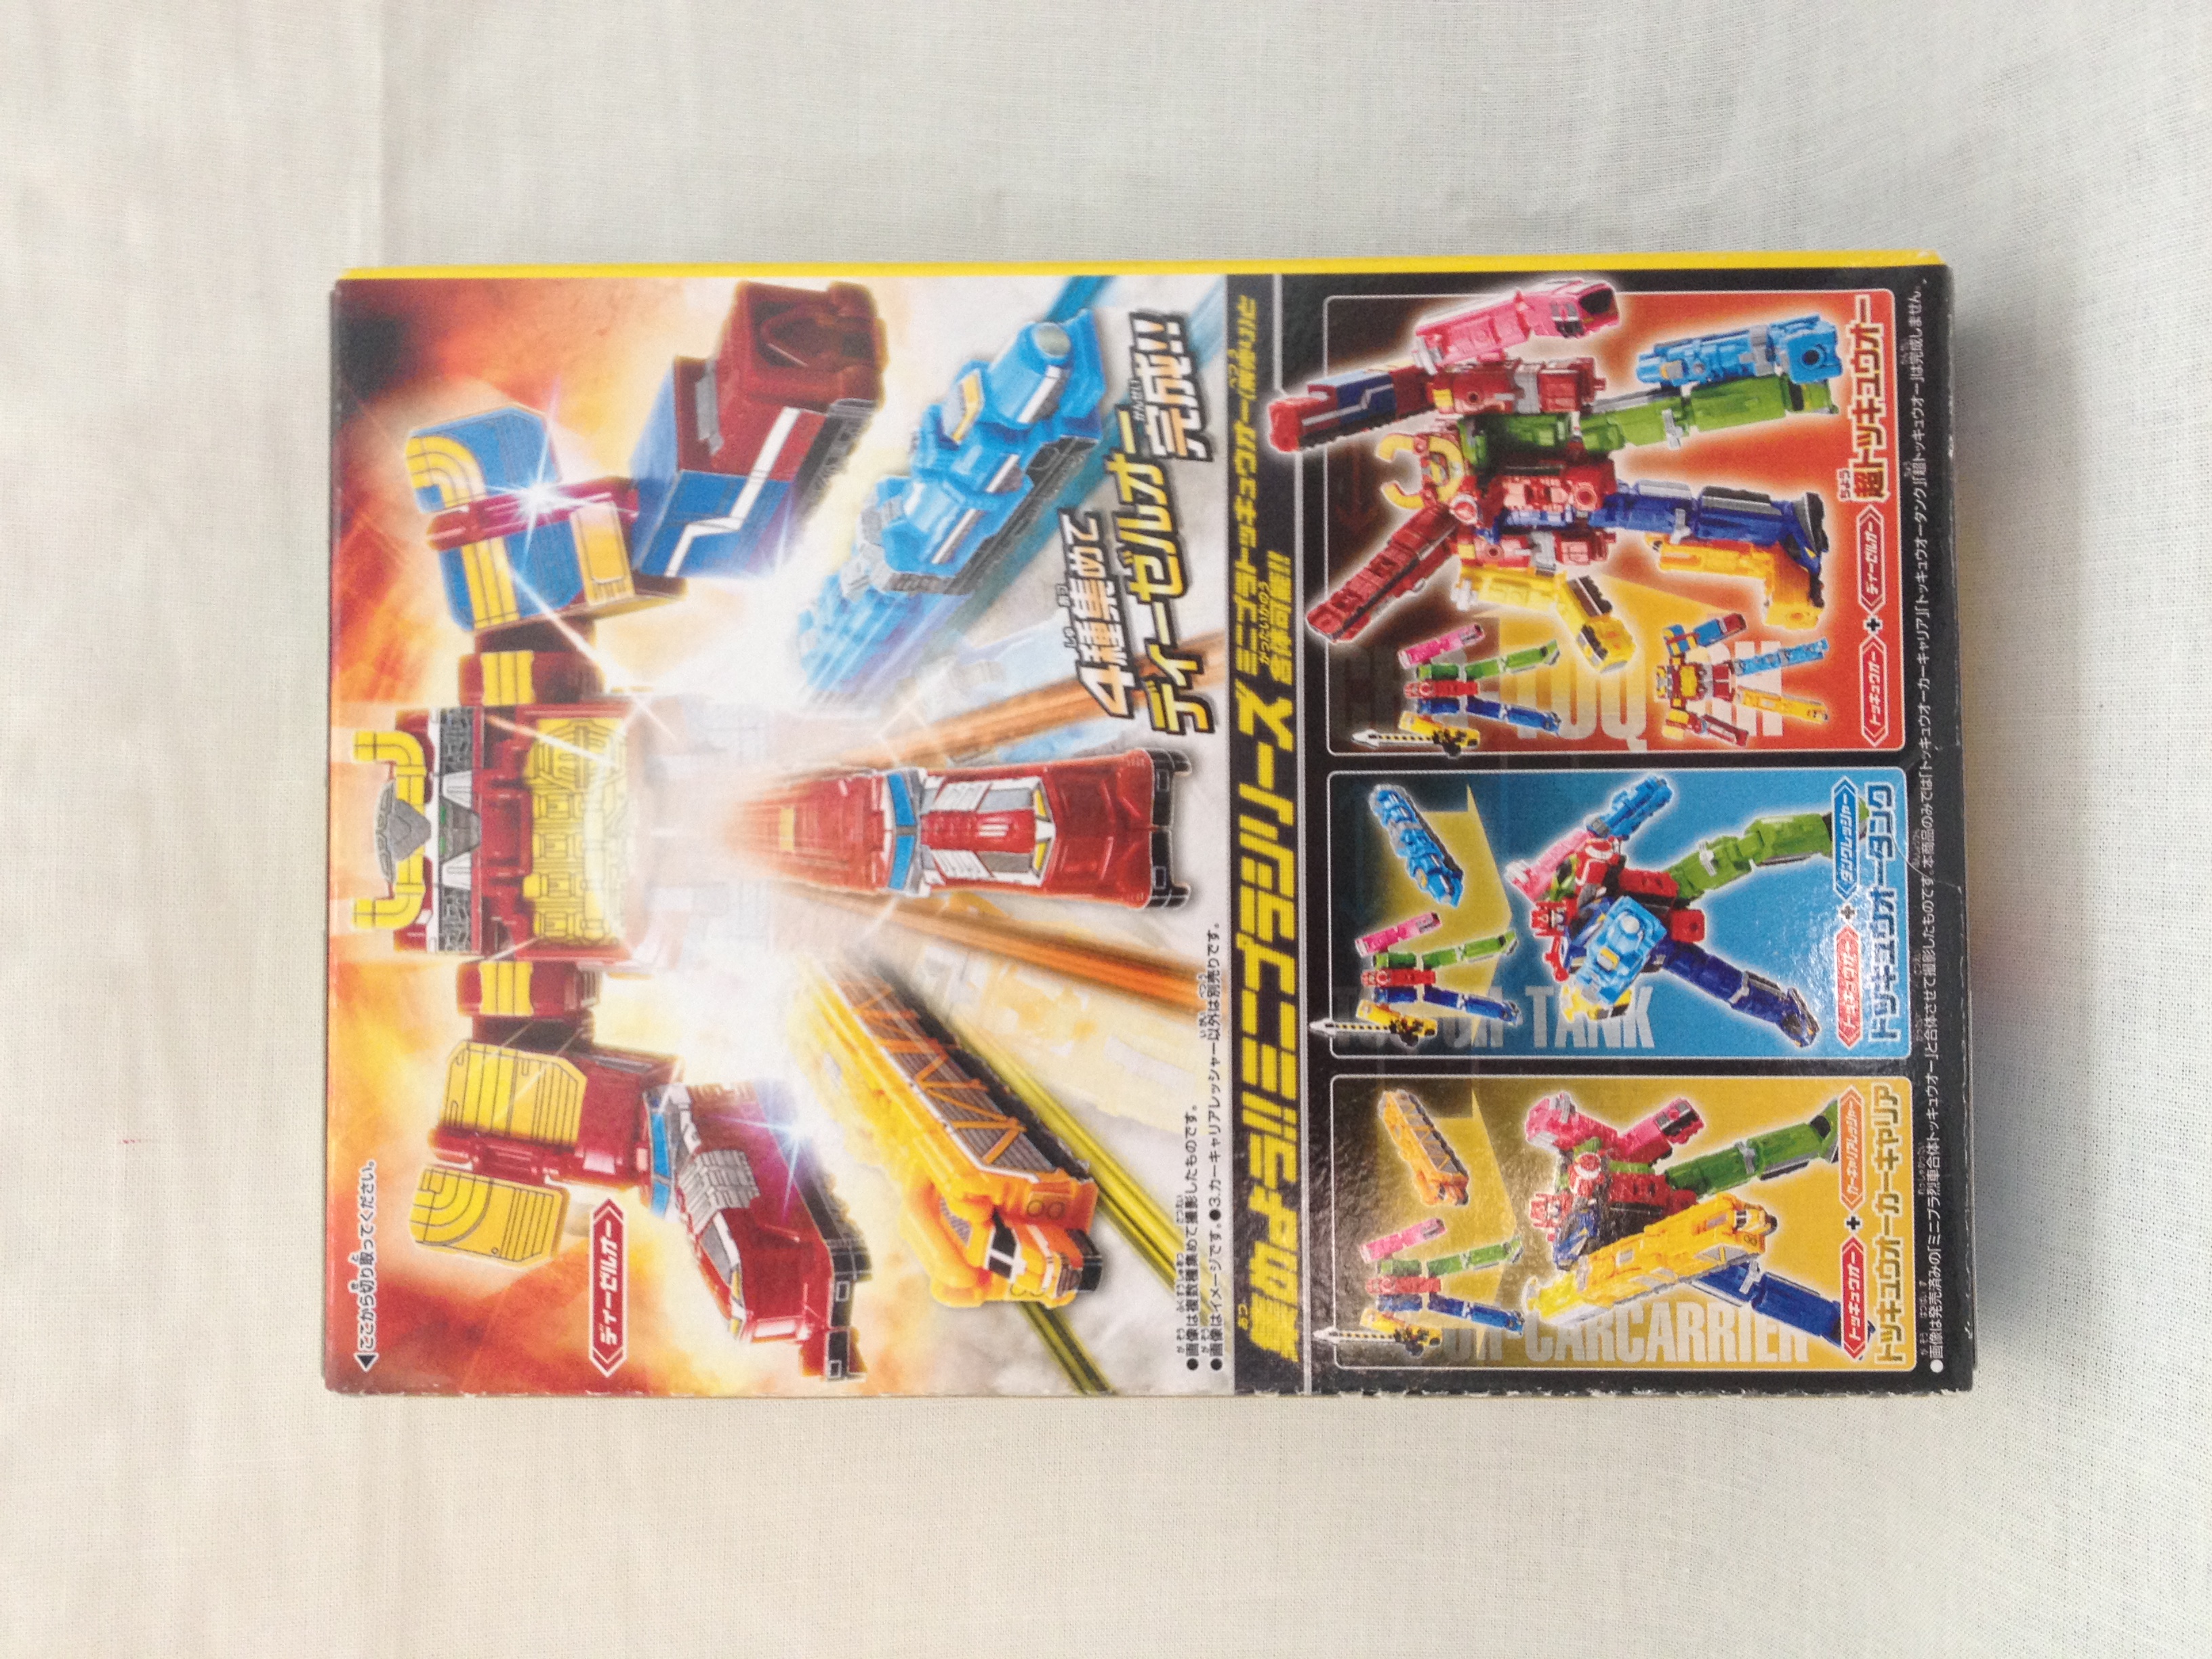 ◀ここから切り取ってください。
ディーゼルオー
4種集めて
ディーゼルオー
完成!!
●画像は複数種集めて撮影したものです。
●画像はイメージです。●3.カーキャリアレッシャー以外は別売りです。
集めよう!!ミニプラシリーズ
ミニプラトッキュウオー(別売り)と
合体可能!!
CARCARRIER
TANK
トッキュウオー + カーキャリアレッシャー
トッキュウオーカーキャリア
トッキュウオー + タンクレッシャー
トッキュウオータンク
トッキュウオー + ディーゼルオー
超トッキュウオー
●画像は発売済みの「ミニプラ烈車合体トッキュウオー」と合体させて撮影したものです。本商品のみでは「トッキュウオーカーキャリア」「トッキュウオータンク」「超トッキュウオー」は完成しません。